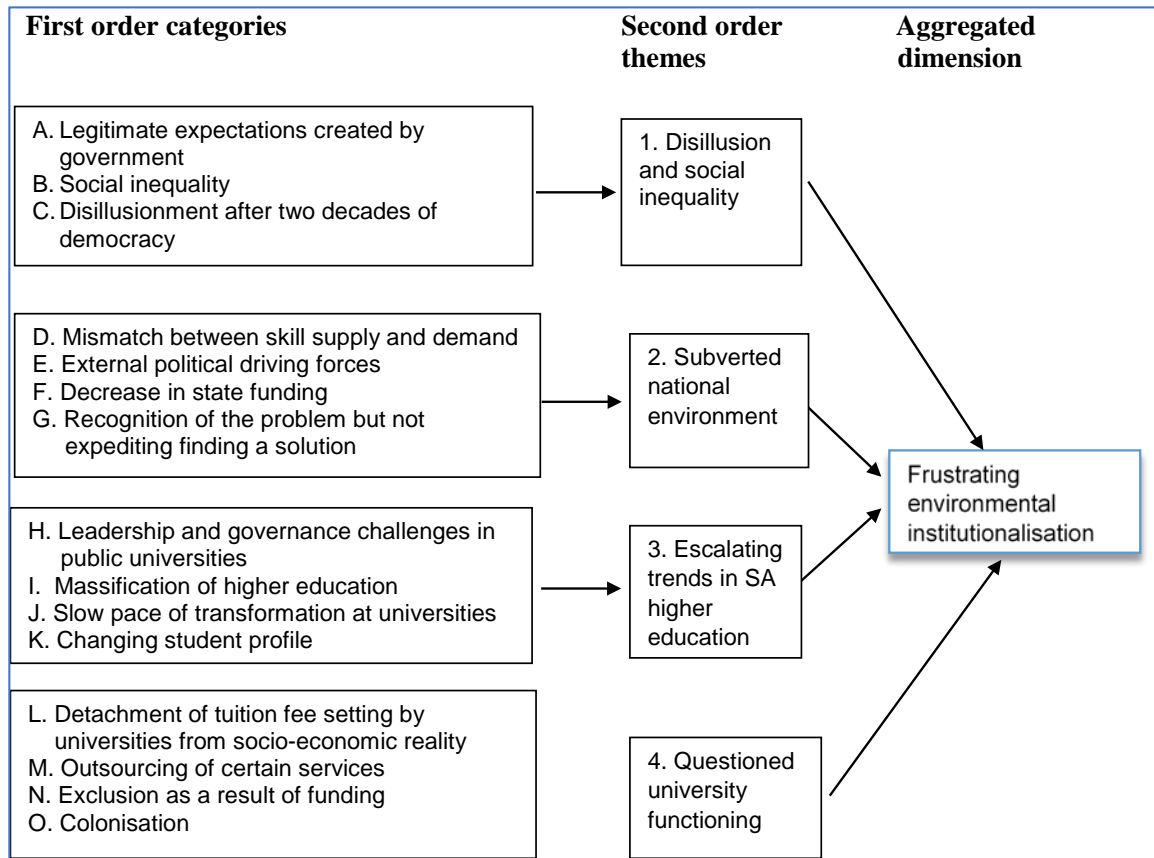 First order categories
Second order
themes
Aggregated
dimension
A. Legitimate expectations created by
government
B. Social inequality
C. Disillusionment after two decades of
democracy
1. Disillusion
and social
inequality
D. Mismatch between skill supply and demand
E. External political driving forces
F. Decrease in state funding
G. Recognition of the problem but not
expediting finding a solution
2. Subverted
national
environment
Frustrating
environmental
institutionalisation
H. Leadership and governance challenges in
public universities
I. Massification of higher education
J. Slow pace of transformation at universities
K. Changing student profile
3. Escalating
trends in SA
higher
education
L. Detachment of tuition fee setting by
universities from socio-economic reality
M. Outsourcing of certain services
N. Exclusion as a result of funding
O. Colonisation
4. Questioned
university
functioning